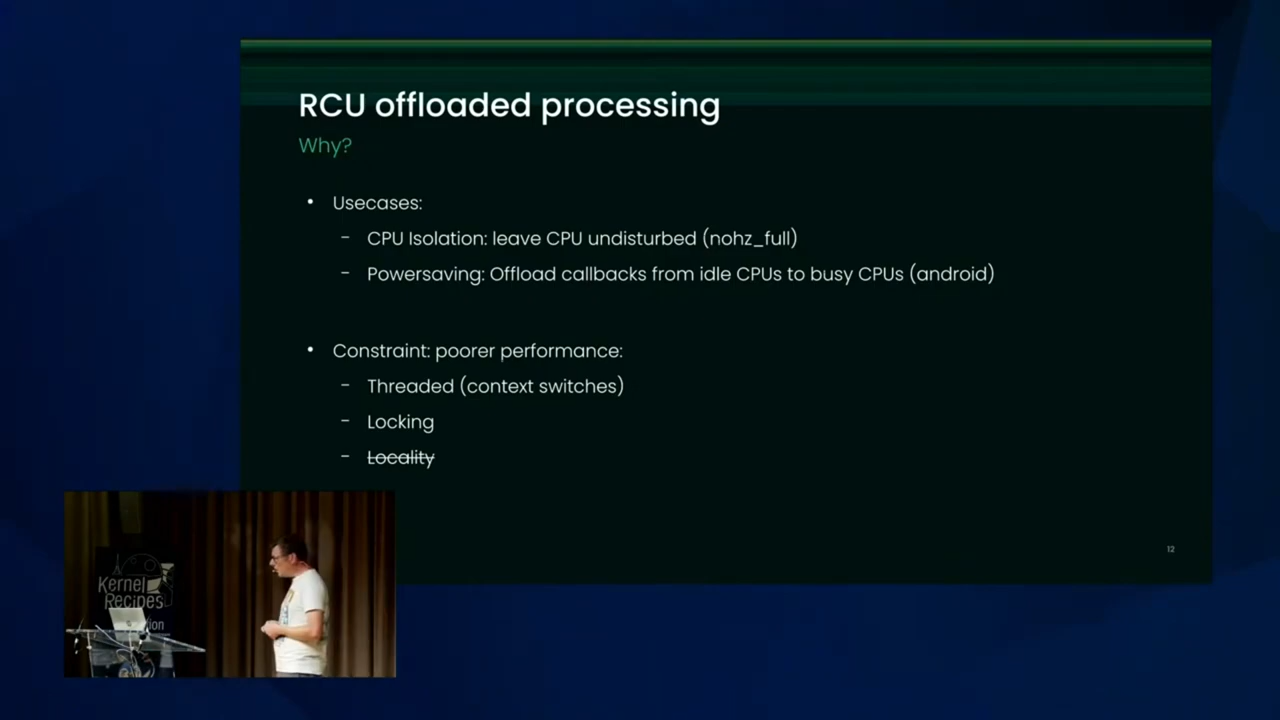 RCU offloaded processing
Why?
• Usecases:
- CPU Isolation: leave CPU undisturbed (nohz_full)
- Powersaving: Offload callbacks from idle CPUs to busy CPUs (android)
• Constraint: poorer performance:
- Threaded (context switches)
- Locking
- Locality
12
Kernel
Recipes